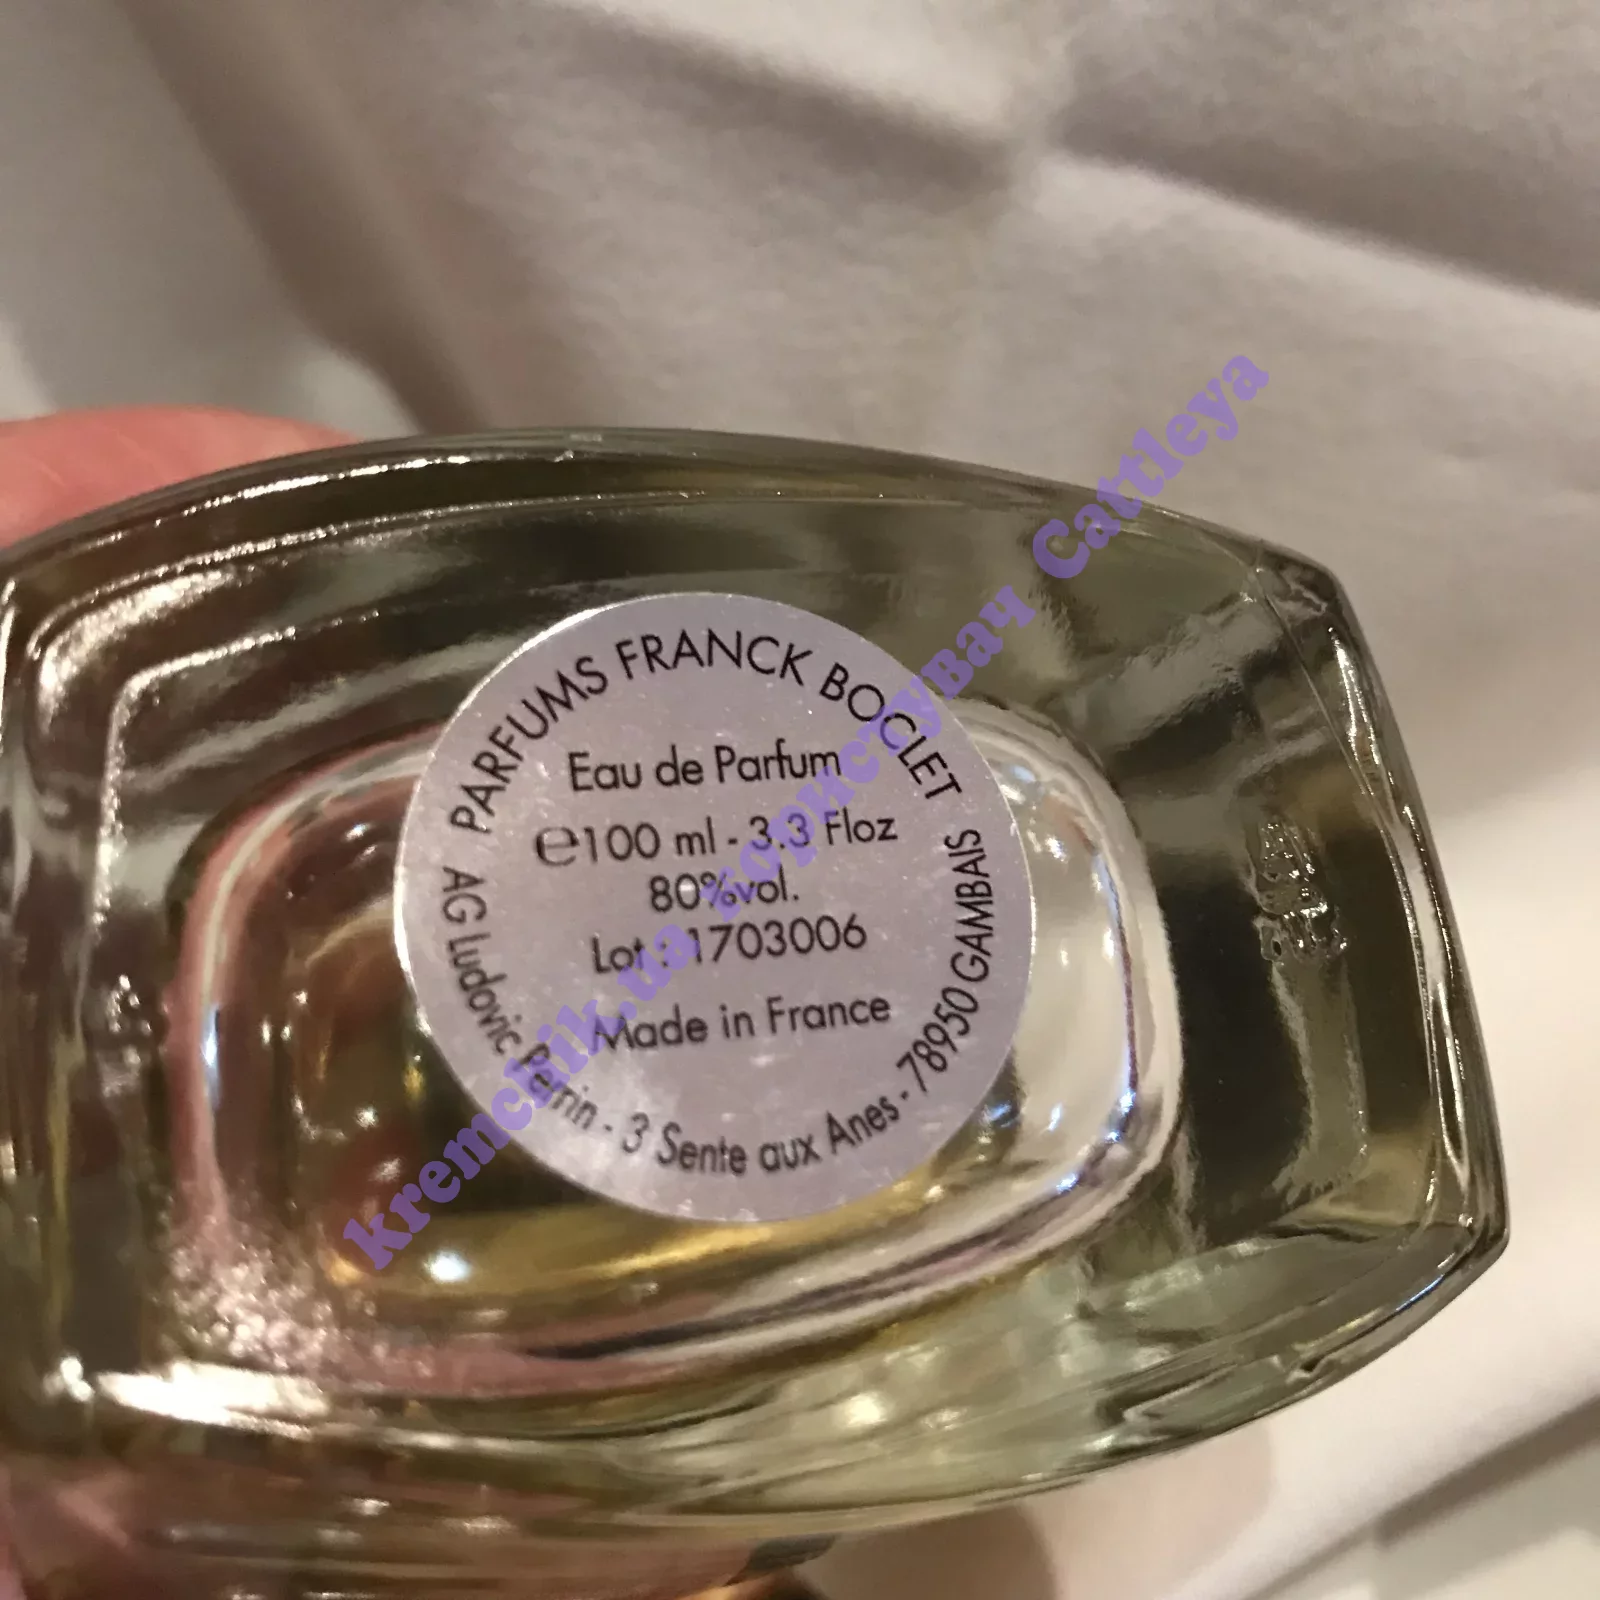 PARFUMS FRANCK BOCLET
Eau de Parfum
℮100 ml - 3.3 Floz
80%vol.
Lot : 1703006
Made in France
AG Ludovic Perrin - 3 Sente aux Anes - 78950 GAMBAIS
kremchik.ua користувач Cattleya